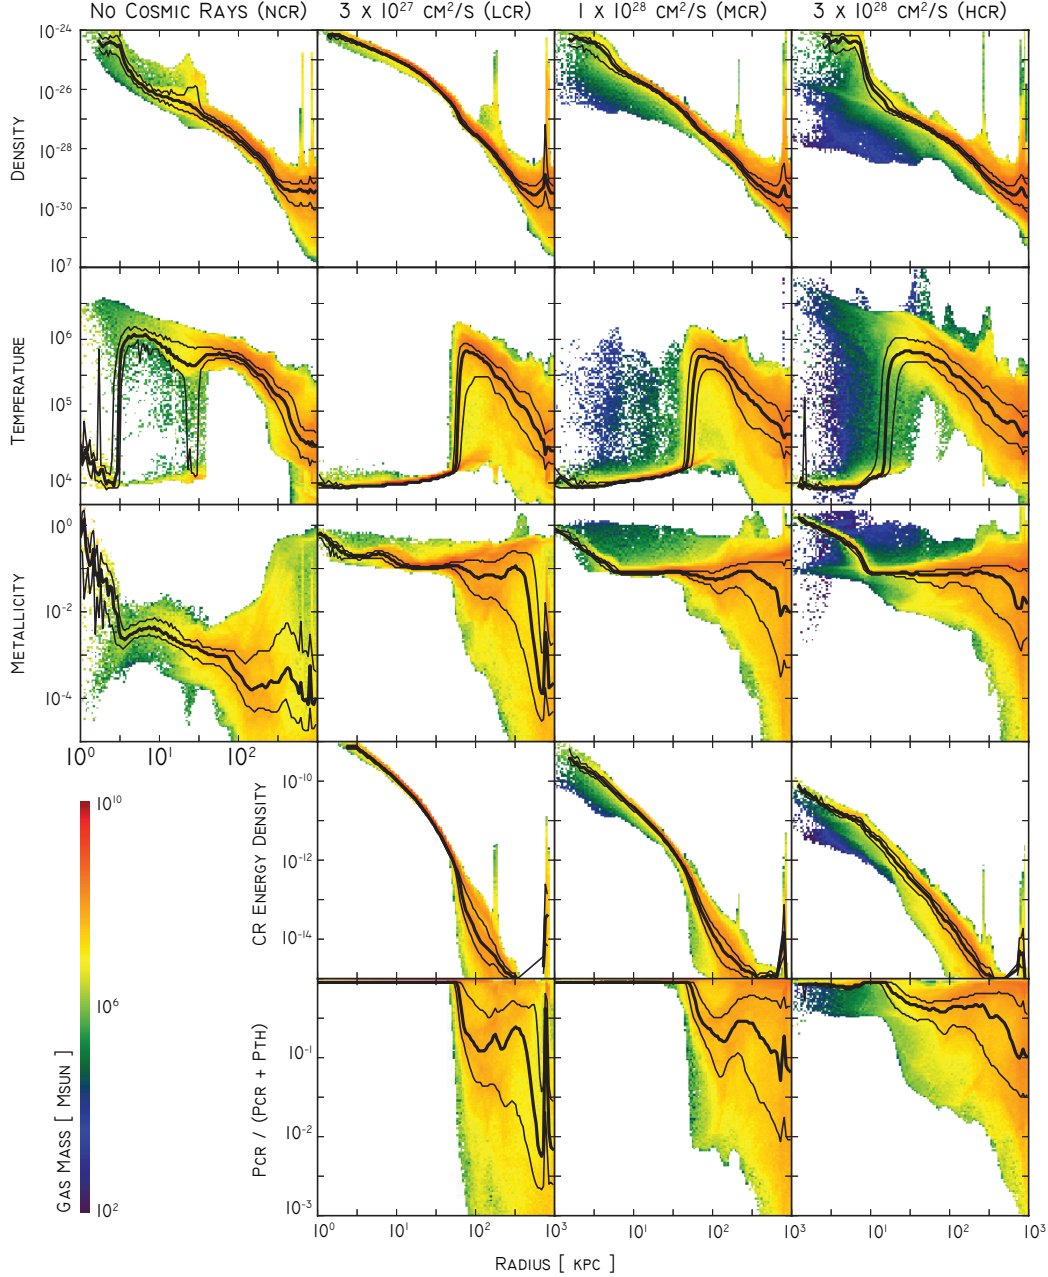 No Cosmic Rays (NCR) 3 x 10^27 cm^2/s (LCR) 1 x 10^28 cm^2/s (MCR) 3 x 10^28 cm^2/s (HCR)
Density
10^-24
10^-26
10^-28
10^-30
10^7
Temperature
10^6
10^5
10^4
Metallicity
10^0
10^-2
10^-4
10^0 10^1 10^2
CR Energy Density
10^-10
10^-12
10^-14
Gas Mass [ Msun ]
10^10
10^6
10^2
Pcr / (Pcr + Pth)
10^-1
10^-2
10^-3
10^0 10^1 10^2 10^3 10^1 10^2 10^3 10^1 10^2 10^3
Radius [ kpc ]